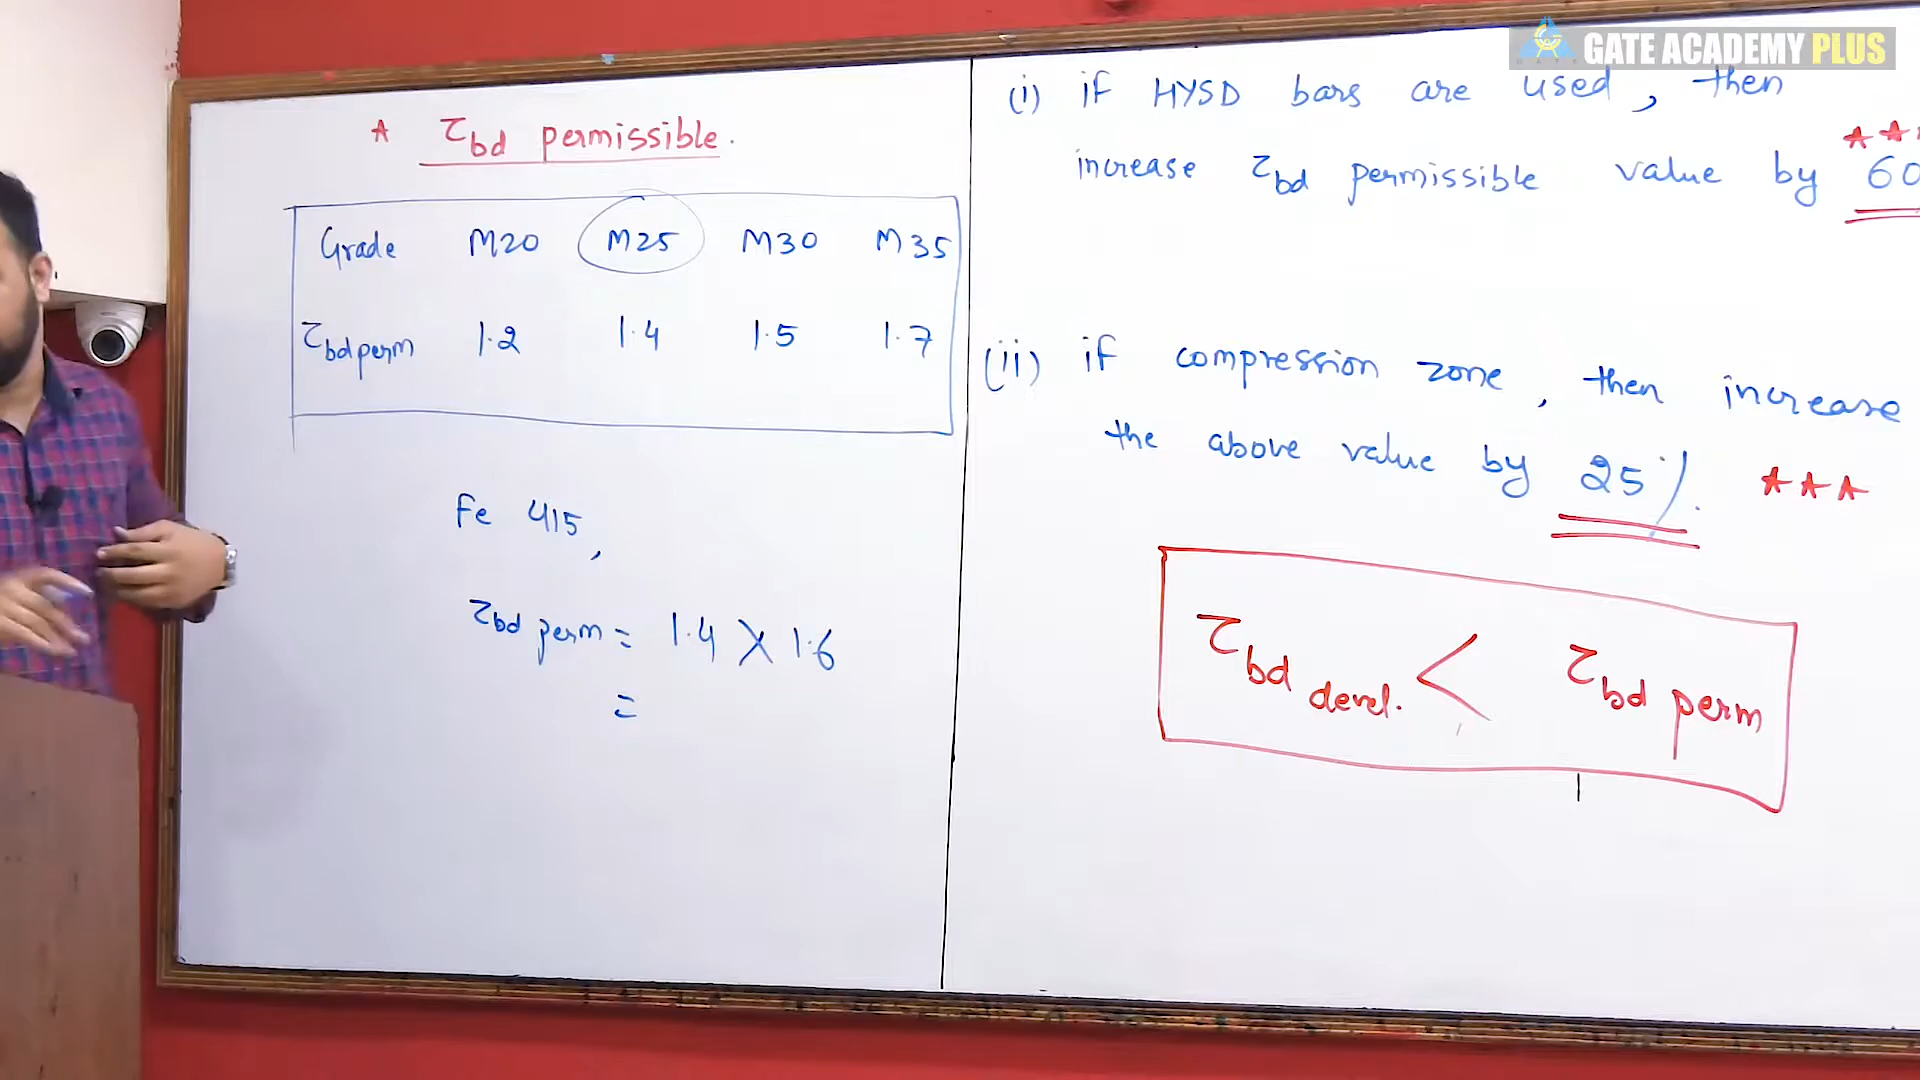 GATE ACADEMY PLUS
* τbd permissible.
Grade M20 M25 M30 M35
τbd perm 1.2 1.4 1.5 1.7
Fe 415,
τbd perm = 1.4 X 1.6
=
(i) if HYSD bars are used, then
increase τbd permissible value by 60
***
(ii) if compression zone, then increase
the above value by 25%. ***
τbd devel. < τbd perm